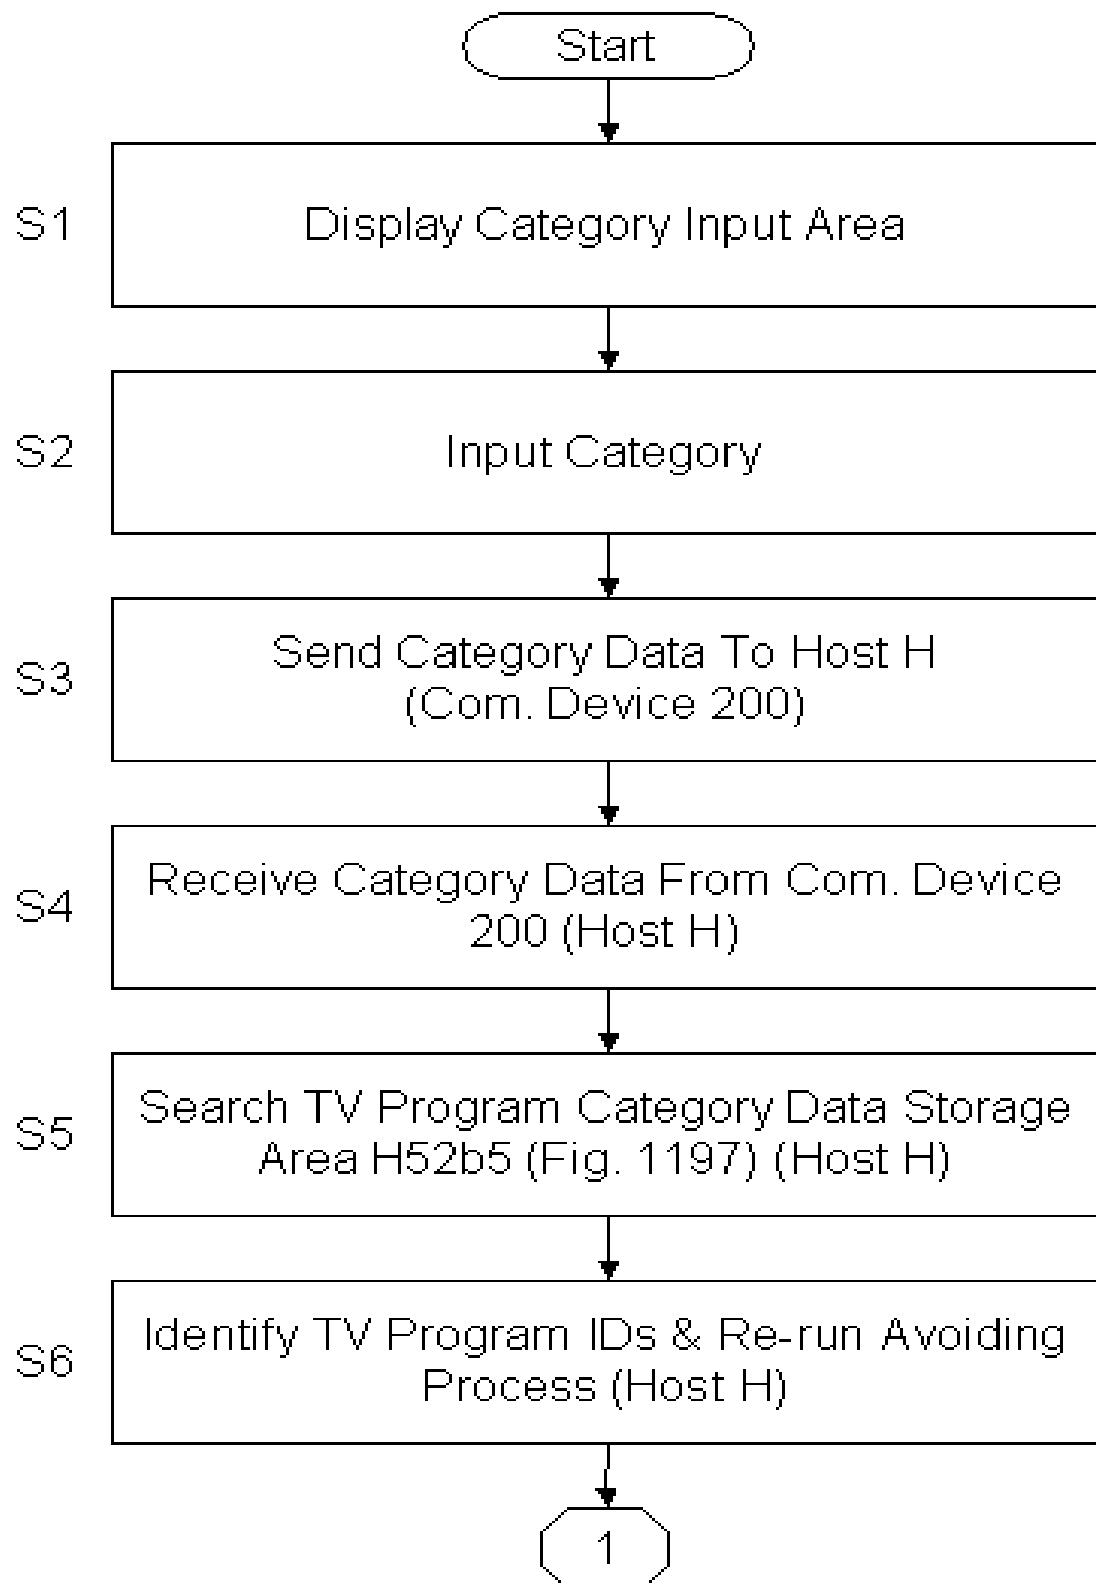 Start
S1
Display Category Input Area
S2
Input Category
S3
Send Category Data To Host H
(Com. Device 200)
S4
Receive Category Data From Com. Device
200 (Host H)
S5
Search TV Program Category Data Storage
Area H52b5 (Fig. 1197) (Host H)
S6
Identify TV Program IDs & Re-run Avoiding
Process (Host H)
1